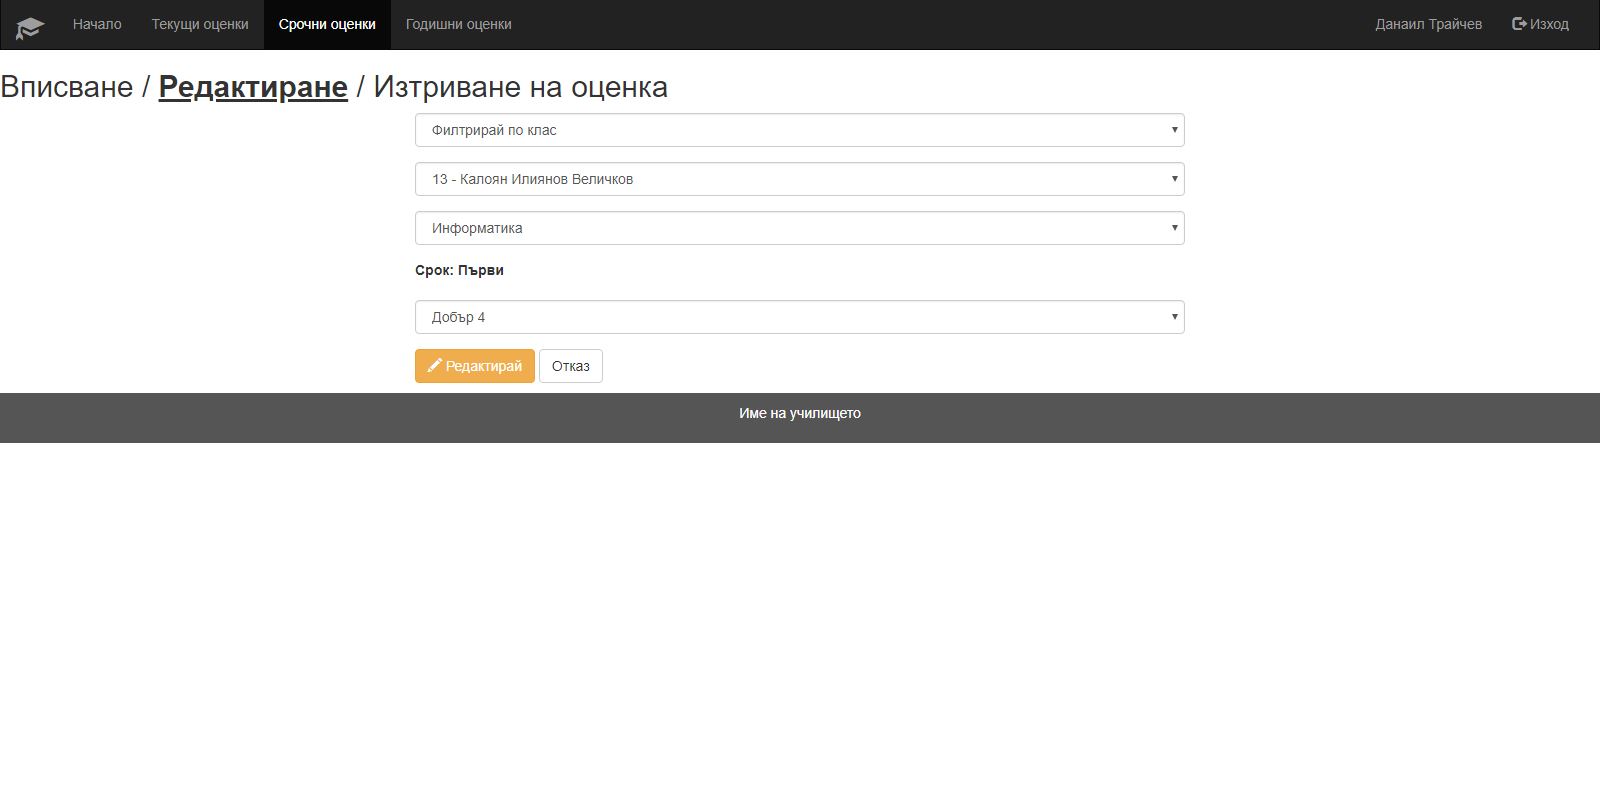 Начало Текущи оценки Срочни оценки Годишни оценки Данаил Трайчев Изход
Вписване / Редактиране / Изтриване на оценка
Филтрирай по клас
13 - Калоян Илиянов Величков
Информатика
Срок: Първи
Добър 4
Редактирай Отказ
Име на училището